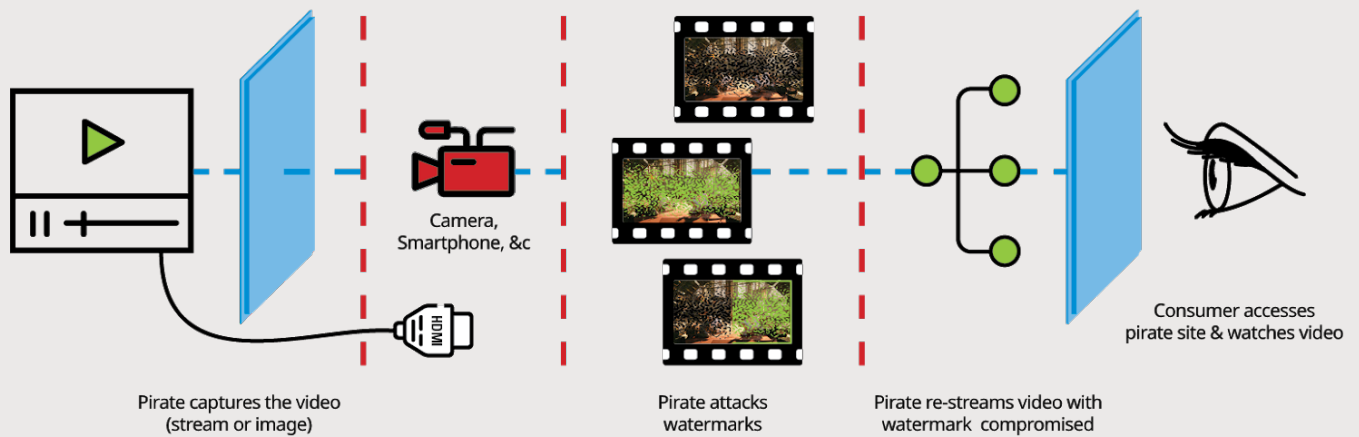 Camera,
Smartphone, &c
HDMI
Consumer accesses
pirate site & watches video
Pirate captures the video
(stream or image)
Pirate attacks
watermarks
Pirate re-streams video with
watermark compromised